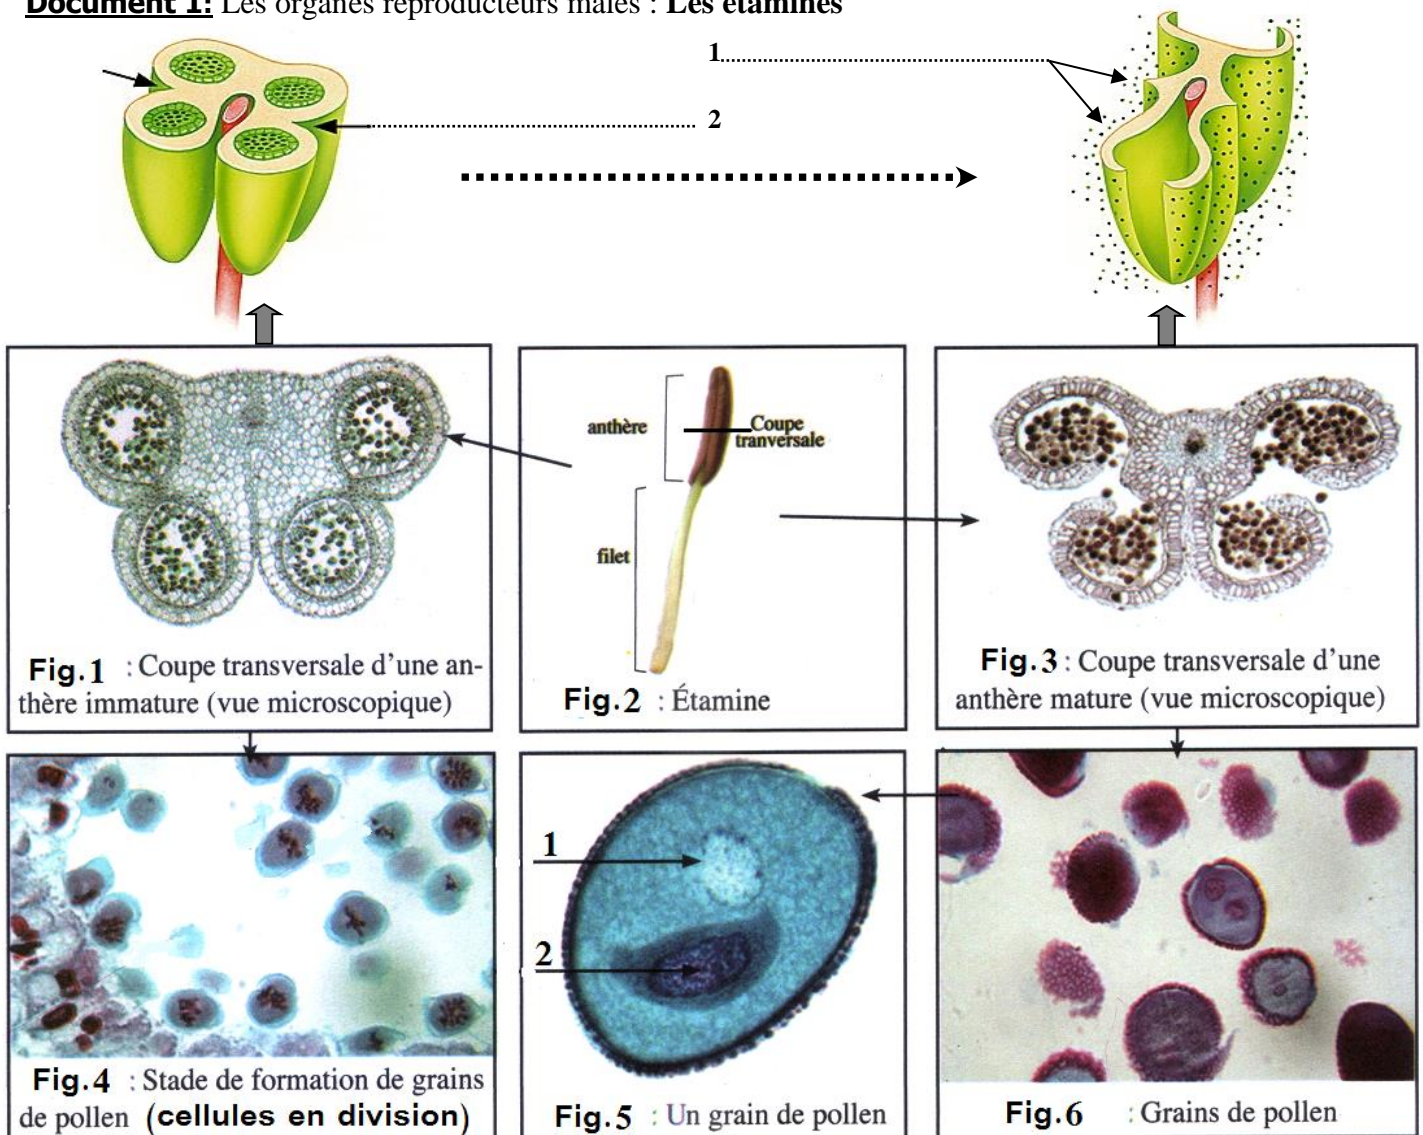 Document 1: Les organes reproducteurs mâles : Les étamines
1
2
anthère
Coupe
tranversale
filet
Fig.1 : Coupe transversale d'une an-
thère immature (vue microscopique)
Fig.2 : Étamine
Fig.3 : Coupe transversale d'une
anthère mature (vue microscopique)
1
2
Fig.4 : Stade de formation de grains
de pollen (cellules en division)
Fig.5 : Un grain de pollen
Fig.6 : Grains de pollen